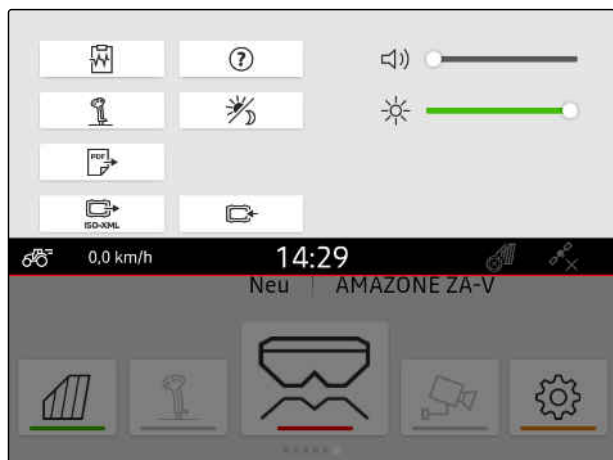 ?
PDF
ISO-XML
0,0 km/h
14:29
Neu | AMAZONE ZA-V